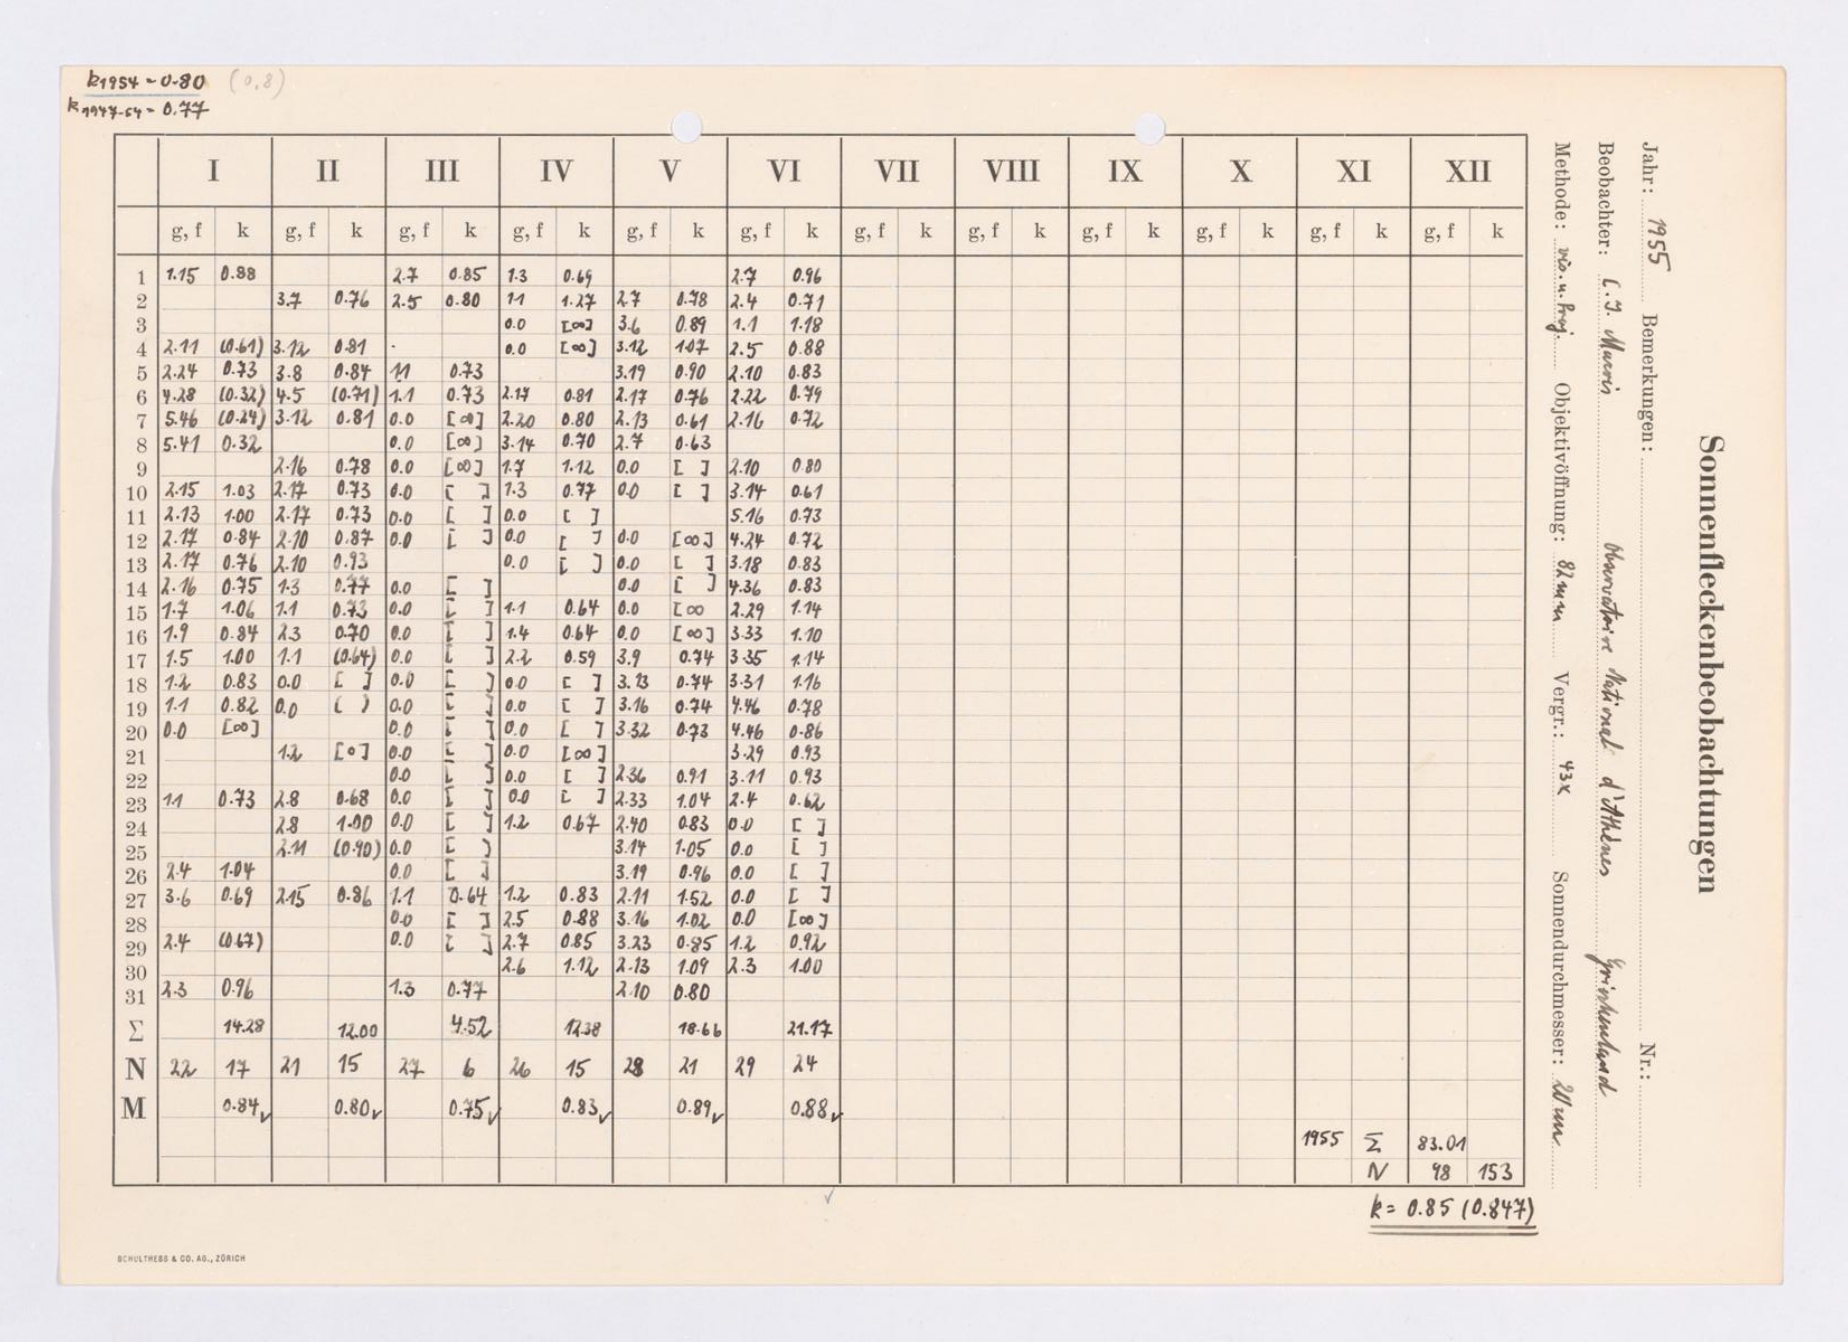 k1954 = 0.80 (0.8)
k1947-54 = 0.77
I II III IV V VI VII VIII IX X XI XII
g, f k g, f k g, f k g, f k g, f k g, f k g, f k g, f k g, f k g, f k g, f k g, f k
1 1.15 0.88 2.7 0.85 1.3 0.69 2.7 0.96
2 3.7 0.76 2.5 0.80 1.1 1.27 2.7 0.78 2.4 0.71
3 0.0 [∞] 3.6 0.89 1.1 1.18
4 2.11 (0.61) 3.12 0.81 - 0.0 [∞] 3.12 1.07 2.5 0.88
5 2.24 0.73 3.8 0.84 1.1 0.73 3.19 0.90 2.10 0.83
6 4.28 (0.32) 4.5 (0.71) 1.1 0.73 2.17 0.81 2.17 0.76 2.22 0.79
7 5.46 (0.24) 3.12 0.81 0.0 [∞] 2.20 0.80 2.13 0.61 2.16 0.72
8 5.41 0.32 0.0 [∞] 3.14 0.70 2.7 0.63
9 2.16 0.78 0.0 [∞] 1.7 1.12 0.0 [ ] 2.10 0.80
10 2.15 1.03 2.17 0.73 0.0 [ ] 1.3 0.77 0.0 [ ] 3.14 0.61
11 2.13 1.00 2.17 0.73 0.0 [ ] 0.0 [ ] 5.16 0.73
12 2.17 0.84 2.10 0.87 0.0 [ ] 0.0 [ ] 0.0 [∞] 4.24 0.72
13 2.17 0.76 2.10 0.93 0.0 [ ] 0.0 [ ] 3.18 0.83
14 2.16 0.75 1.3 0.77 0.0 [ ] 0.0 [ ] 4.36 0.83
15 1.7 1.06 1.1 0.73 0.0 [ ] 1.1 0.64 0.0 [∞ 2.29 1.14
16 1.9 0.84 2.3 0.70 0.0 [ ] 1.4 0.64 0.0 [∞] 3.33 1.10
17 1.5 1.00 1.1 (0.64) 0.0 [ ] 2.2 0.59 3.9 0.74 3.35 1.14
18 1.2 0.83 0.0 [ ] 0.0 [ ] 0.0 [ ] 3.13 0.74 3.31 1.16
19 1.1 0.82 0.0 ( ) 0.0 [ ] 0.0 [ ] 3.16 0.74 4.46 0.78
20 0.0 [∞] 0.0 [ ] 0.0 [ ] 3.32 0.73 4.46 0.86
21 1.2 [0] 0.0 [ ] 0.0 [∞] 3.29 0.93
22 0.0 [ ] 0.0 [ ] 2.36 0.91 3.11 0.93
23 1.1 0.73 2.8 0.68 0.0 [ ] 0.0 [ ] 2.33 1.04 2.4 0.62
24 2.8 1.00 0.0 [ ] 1.2 0.67 2.40 0.83 0.0 [ ]
25 2.11 (0.90) 0.0 [ ) 3.14 1.05 0.0 [ ]
26 2.4 1.04 0.0 [ ] 3.19 0.96 0.0 [ ]
27 3.6 0.69 2.15 0.86 1.1 0.64 1.2 0.83 2.11 1.52 0.0 [ ]
28 0.0 [ ] 2.5 0.88 3.16 1.02 0.0 [∞]
29 2.4 (0.67) 0.0 [ ] 2.7 0.85 3.23 0.85 1.2 0.92
30 2.6 1.12 2.13 1.09 2.3 1.00
31 2.3 0.96 1.3 0.77 2.10 0.80
Σ 14.28 12.00 4.52 12.38 18.66 21.17
N 22 17 21 15 27 6 26 15 28 21 29 24
M 0.84✓ 0.80✓ 0.75✓ 0.83✓ 0.89✓ 0.88✓
1955 Σ 83.01
N 98 153
k = 0.85 (0.847)
SCHULTHESS & CO. AG., ZÜRICH
Sonnenfleckenbeobachtungen
Jahr: 1955 Bemerkungen: Nr.:
Beobachter: Observatoire National d'Athènes Griechenland
Methode: vis. u. Proj. Objektivöffnung: 82mm Vergr.: 43x Sonnendurchmesser: